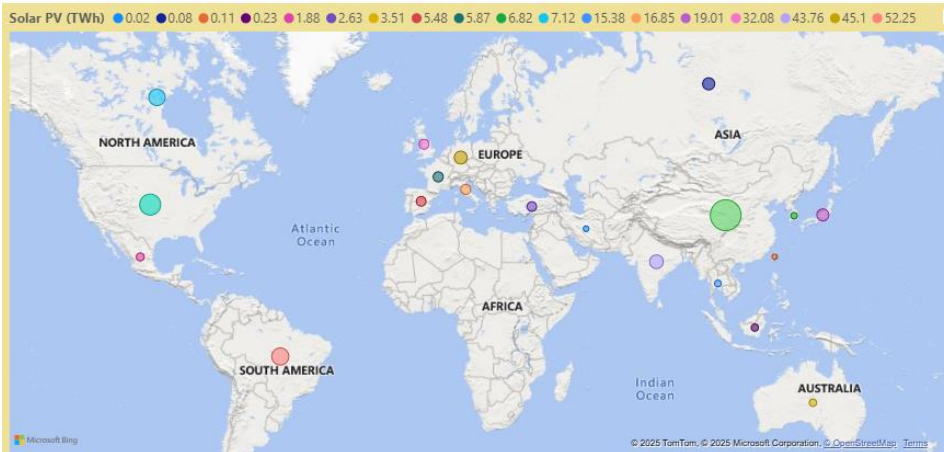 Solar PV (TWh) 0.02 0.08 0.11 0.23 1.88 2.63 3.51 5.48 5.87 6.82 7.12 15.38 16.85 19.01 32.08 43.76 45.1 52.25
ASIA
NORTH AMERICA
EUROPE
Atlantic
Ocean
AFRICA
SOUTH AMERICA
Indian
Ocean
AUSTRALIA
Microsoft Bing
© 2025 TomTom, © 2025 Microsoft Corporation, © OpenStreetMap Terms